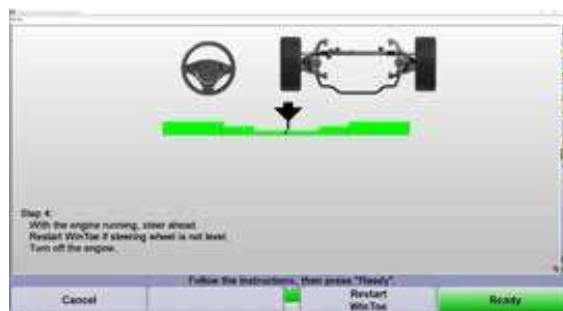 Step 4:
With the engine running, steer ahead.
Restart WinToe if steering wheel is not level.
Turn off the engine.
Follow the instructions, then press "Ready".
Cancel
Restart
WinToe
Ready